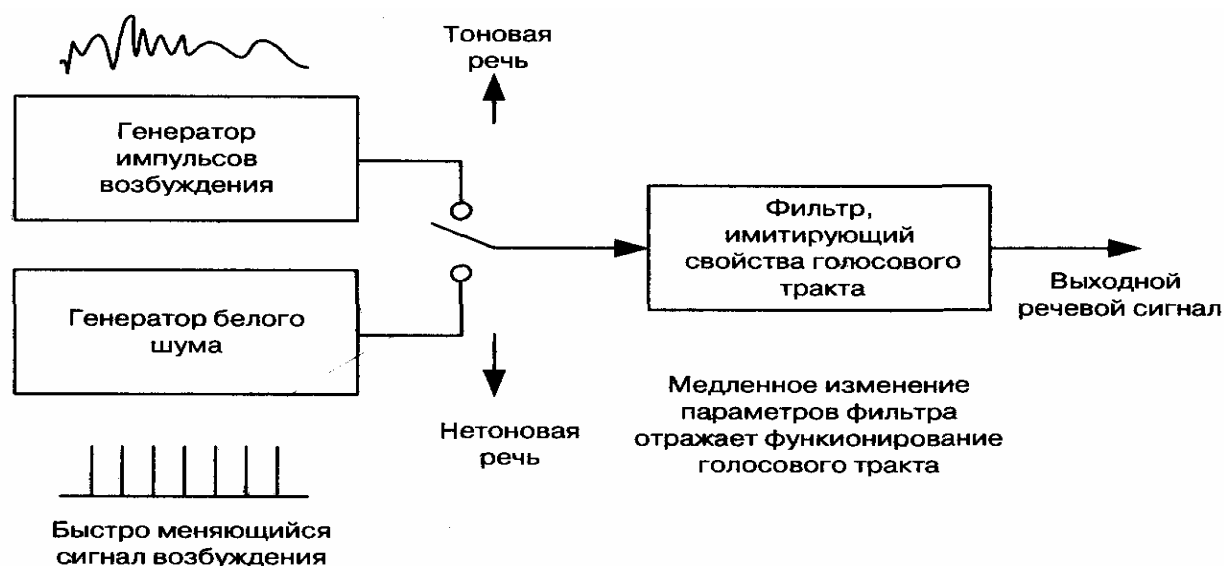 Тоновая
речь
Генератор
импульсов
возбуждения
Фильтр,
имитирующий
свойства голосового
тракта
Выходной
речевой сигнал
Генератор белого
шума
Нетоновая
речь
Медленное изменение
параметров фильтра
отражает функционирование
голосового тракта
Быстро меняющийся
сигнал возбуждения